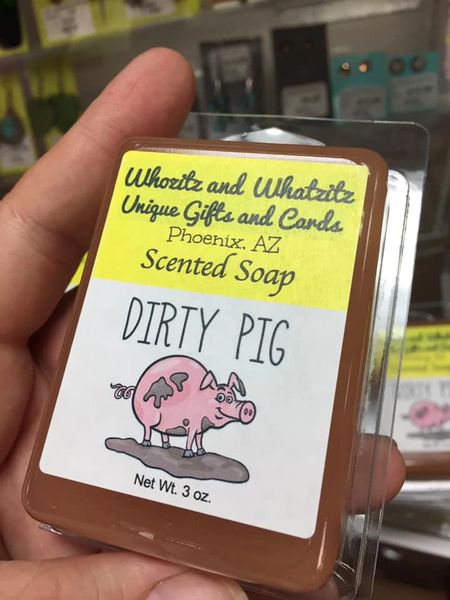 Whozitz and Whatzitz
Unique Gifts and Cards
Phoenix, AZ
Scented Soap
DIRTY PIG
Net Wt. 3 oz.